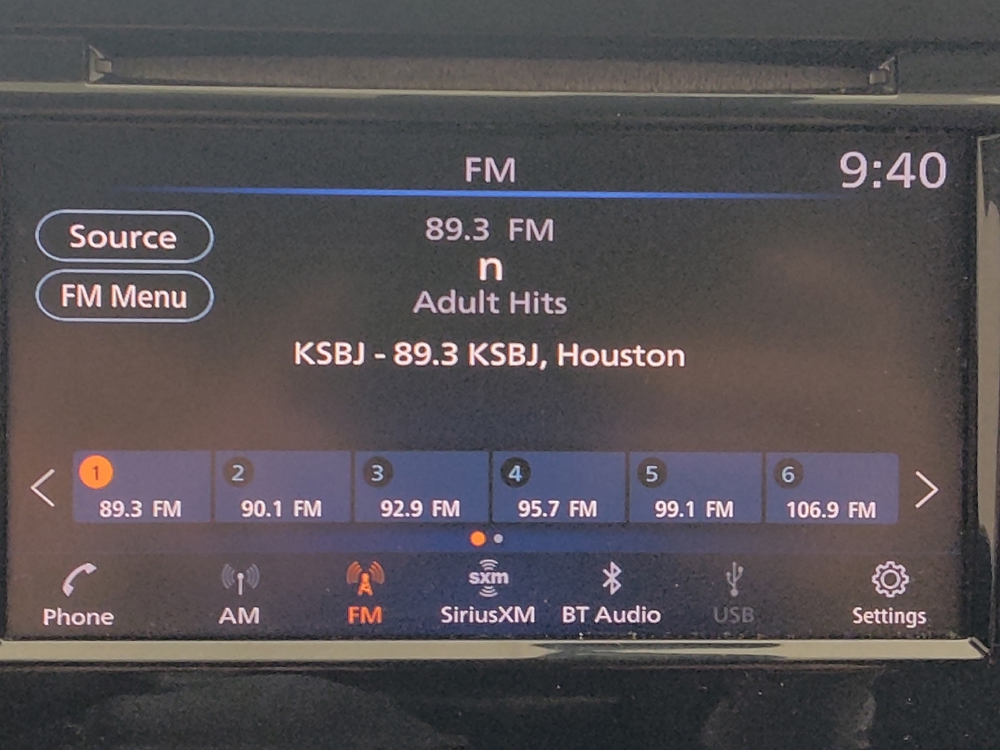 FM
9:40
Source
89.3 FM
n
FM Menu
Adult Hits
KSBJ - 89.3 KSBJ, Houston
1 2 3 4 5 6
89.3 FM 90.1 FM 92.9 FM 95.7 FM 99.1 FM 106.9 FM
sxm
Phone AM FM SiriusXM BT Audio USB Settings